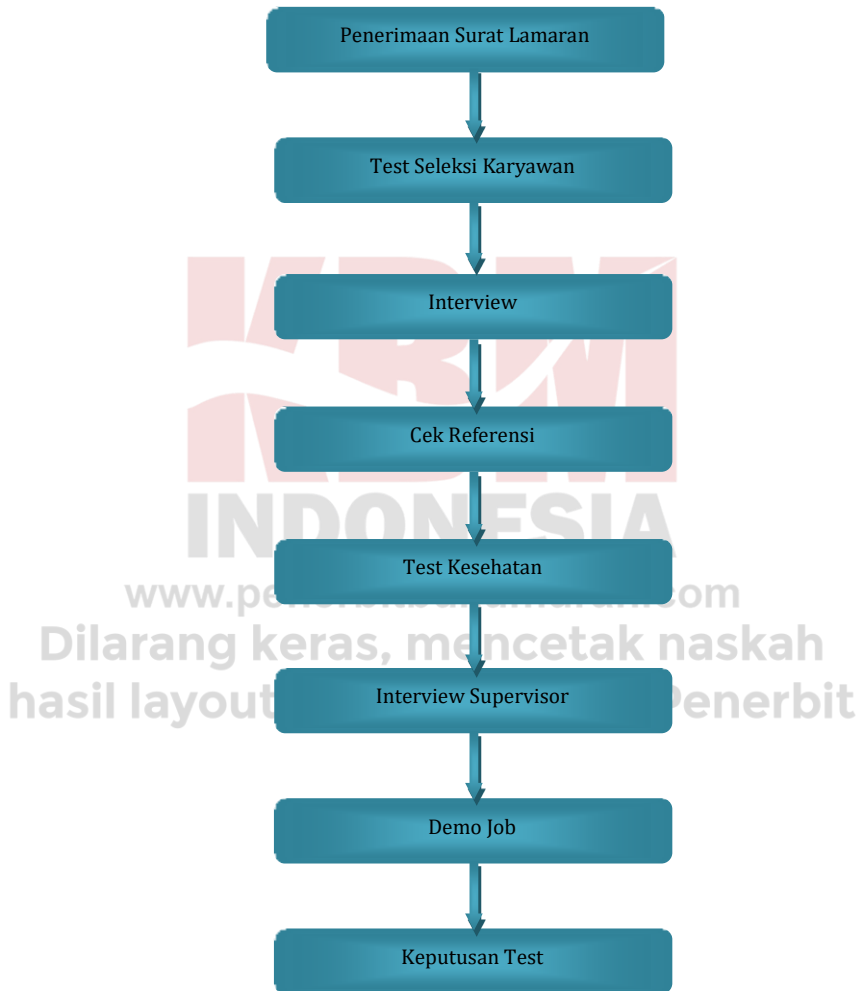 Penerimaan Surat Lamaran
Test Seleksi Karyawan
Interview
KBM
Cek Referensi
INDONESIA
Test Kesehatan
Dilarang keras, mencetak naskah
hasil layout
Interview Supervisor
Penerbit
Demo Job
Keputusan Test